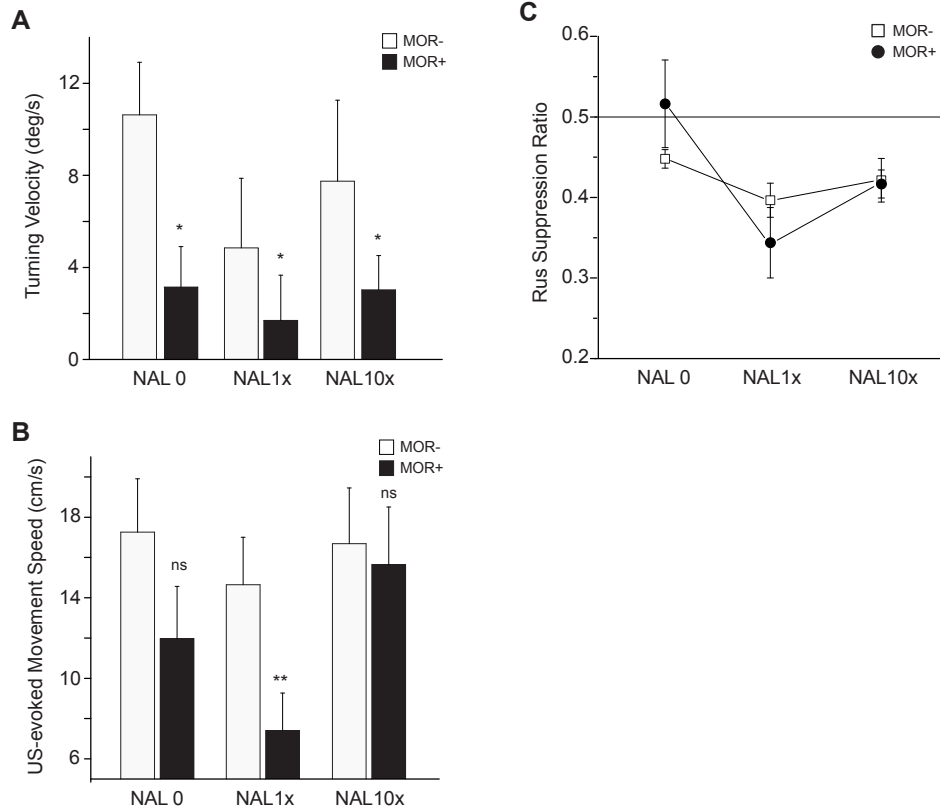 A
MOR-
MOR+
Turning Velocity (deg/s)
12
8
4
0
*
*
*
NAL 0
NAL1x
NAL10x
B
MOR-
MOR+
US-evoked Movement Speed (cm/s)
18
14
10
6
ns
**
ns
NAL 0
NAL1x
NAL10x
C
MOR-
MOR+
Rus Suppression Ratio
0.6
0.5
0.4
0.3
0.2
NAL 0
NAL1x
NAL10x